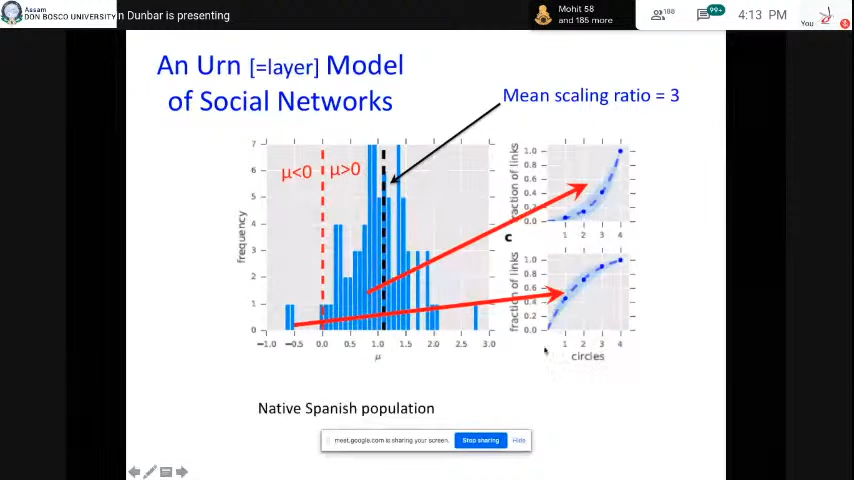 Assam
DON BOSCO UNIVERSITY
n Dunbar is presenting
Mohit 58
and 185 more
188
99+
4:13 PM
You
An Urn [=layer] Model
of Social Networks
Mean scaling ratio = 3
μ<0 μ>0
frequency
7
6
5
4
3
2
1
0
−1.0 −0.5 0.0 0.5 1.0 1.5 2.0 2.5 3.0
μ
c
fraction of links
1.0
0.8
0.6
0.4
0.2
0.0
1 2 3 4
fraction of links
1.0
0.8
0.6
0.4
0.2
0.0
1 2 3 4
circles
Native Spanish population
meet.google.com is sharing your screen.
Stop sharing
Hide